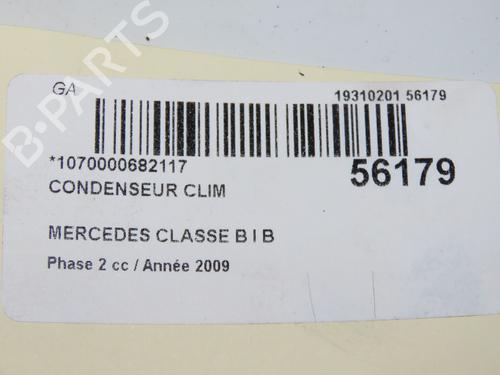 B-PARTS
GA
19310201 56179
*1070000682117
56179
CONDENSEUR CLIM
MERCEDES CLASSE B I B
Phase 2 cc / Année 2009